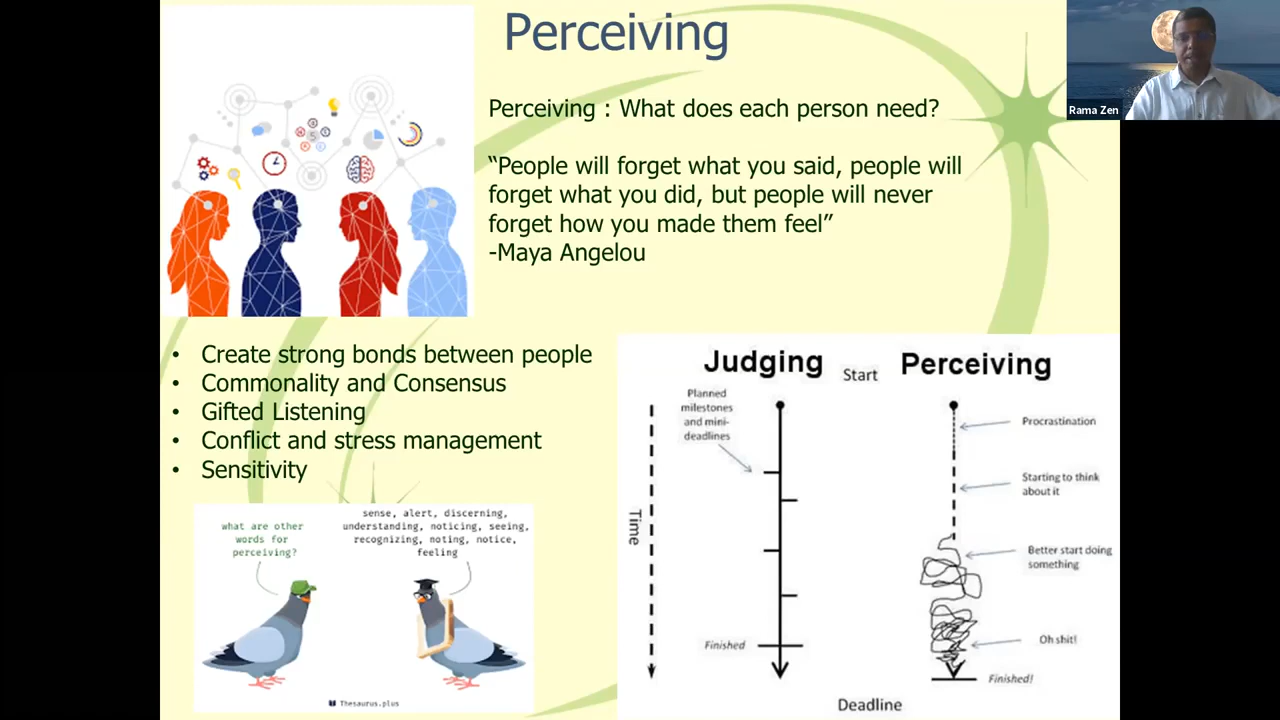 Perceiving
Rama Zen
Perceiving : What does each person need?
“People will forget what you said, people will
forget what you did, but people will never
forget how you made them feel”
-Maya Angelou
• Create strong bonds between people
• Commonality and Consensus
• Gifted Listening
• Conflict and stress management
• Sensitivity
what are other
words for
perceiving?
sense, alert, discerning,
understanding, noticing, seeing,
recognizing, noting, notice,
feeling
Thesaurus.plus
Judging
Start
Perceiving
Planned
milestones
and mini-
deadlines
Time
Finished
Procrastination
Starting to think
about it
Better start doing
something
Oh shit!
Finished!
Deadline